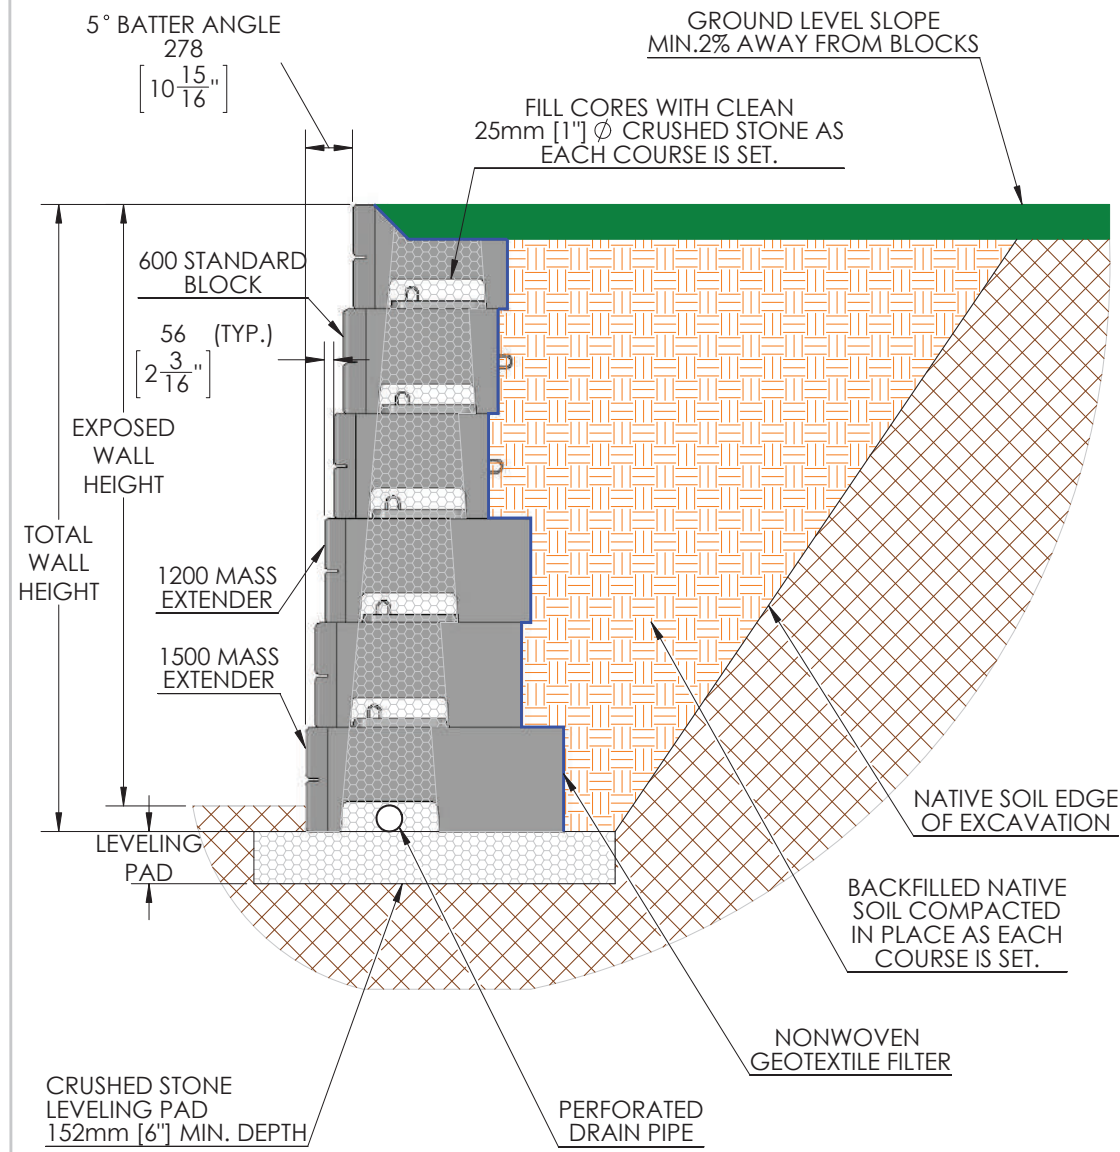 5° BATTER ANGLE
278
[10 15/16"]
GROUND LEVEL SLOPE
MIN.2% AWAY FROM BLOCKS
FILL CORES WITH CLEAN
25mm [1"] ∅ CRUSHED STONE AS
EACH COURSE IS SET.
600 STANDARD
BLOCK
56 (TYP.)
[2 3/16"]
EXPOSED
WALL
HEIGHT
TOTAL
WALL
HEIGHT
1200 MASS
EXTENDER
1500 MASS
EXTENDER
LEVELING
PAD
NATIVE SOIL EDGE
OF EXCAVATION
BACKFILLED NATIVE
SOIL COMPACTED
IN PLACE AS EACH
COURSE IS SET.
NONWOVEN
GEOTEXTILE FILTER
CRUSHED STONE
LEVELING PAD
152mm [6"] MIN. DEPTH
PERFORATED
DRAIN PIPE